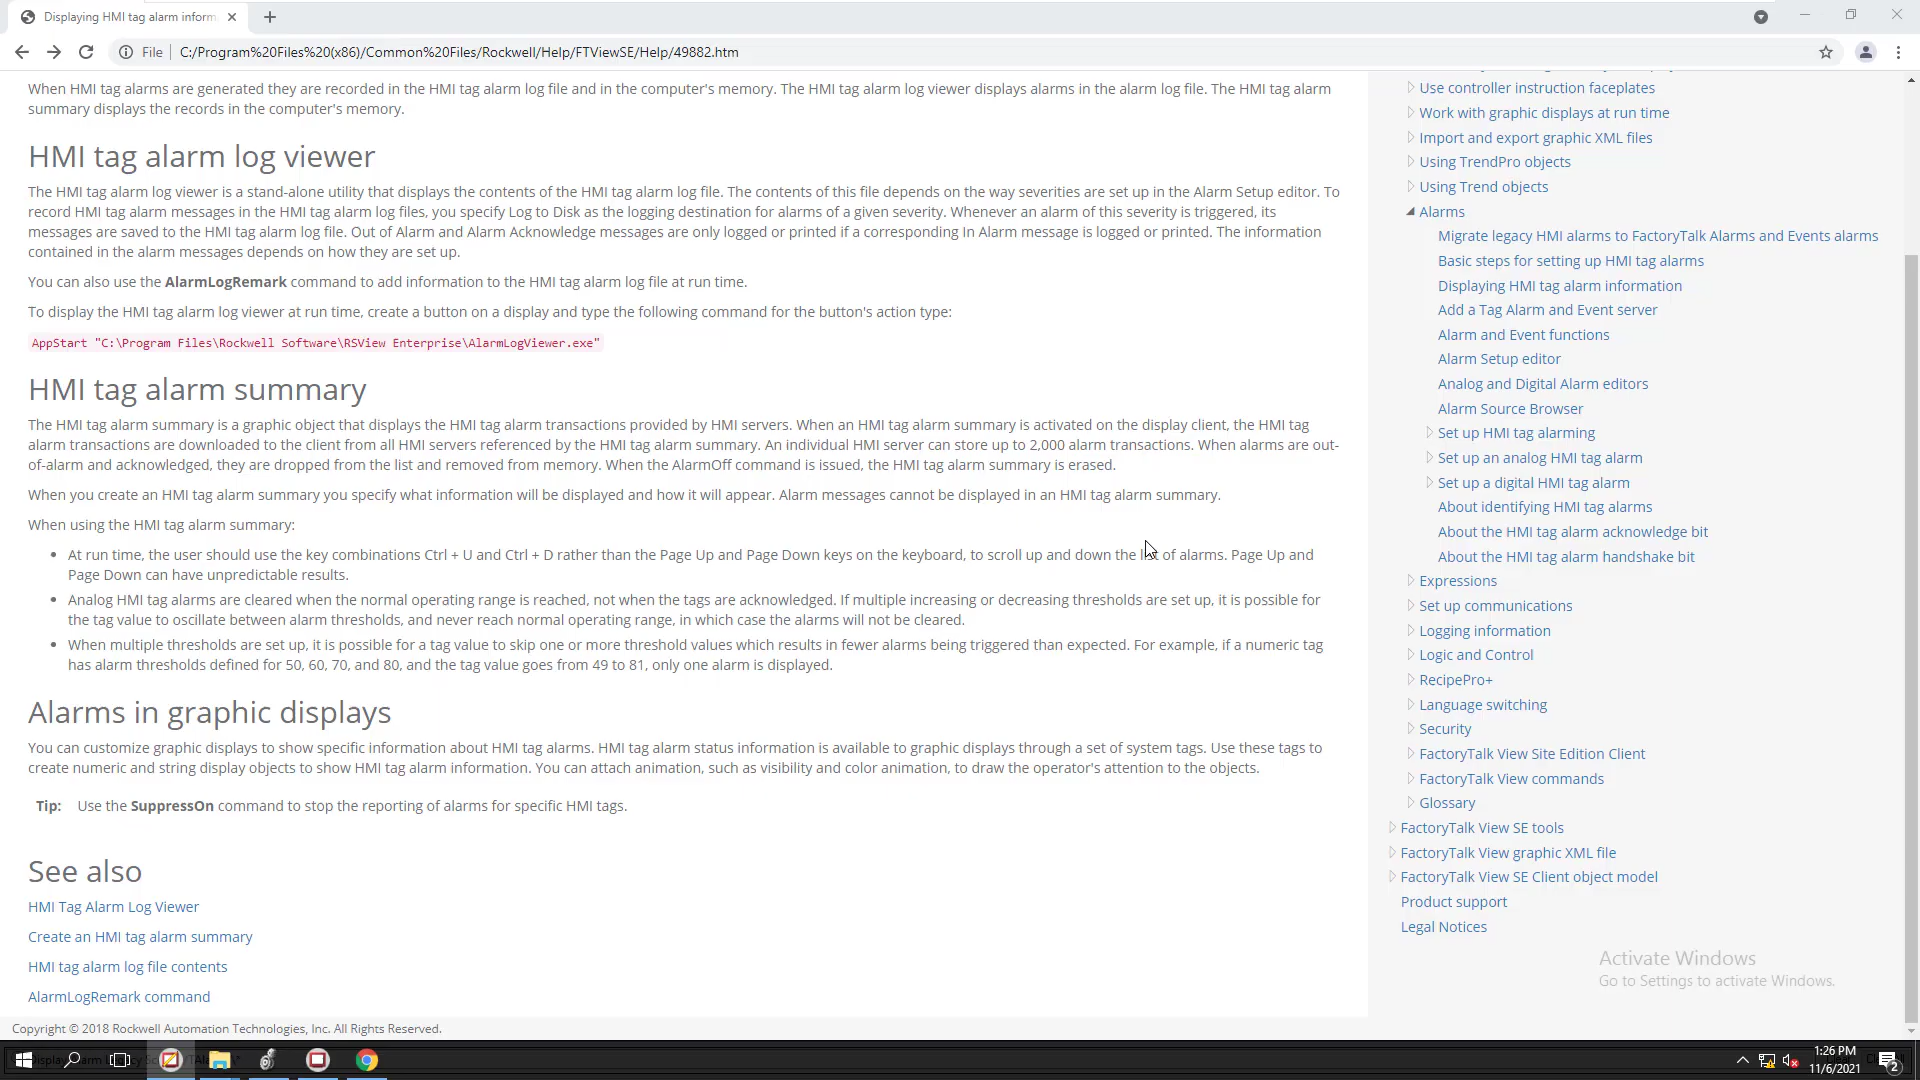 Displaying HMI tag alarm inform
File
C:/Program%20Files%20(x86)/Common%20Files/Rockwell/Help/FTViewSE/Help/49882.htm
When HMI tag alarms are generated they are recorded in the HMI tag alarm log file and in the computer's memory. The HMI tag alarm log viewer displays alarms in the alarm log file. The HMI tag alarm
summary displays the records in the computer's memory.
HMI tag alarm log viewer
The HMI tag alarm log viewer is a stand-alone utility that displays the contents of the HMI tag alarm log file. The contents of this file depends on the way severities are set up in the Alarm Setup editor. To
record HMI tag alarm messages in the HMI tag alarm log files, you specify Log to Disk as the logging destination for alarms of a given severity. Whenever an alarm of this severity is triggered, its
messages are saved to the HMI tag alarm log file. Out of Alarm and Alarm Acknowledge messages are only logged or printed if a corresponding In Alarm message is logged or printed. The information
contained in the alarm messages depends on how they are set up.
You can also use the AlarmLogRemark command to add information to the HMI tag alarm log file at run time.
To display the HMI tag alarm log viewer at run time, create a button on a display and type the following command for the button's action type:
AppStart "C:\Program Files\Rockwell Software\RSView Enterprise\AlarmLogViewer.exe"
HMI tag alarm summary
The HMI tag alarm summary is a graphic object that displays the HMI tag alarm transactions provided by HMI servers. When an HMI tag alarm summary is activated on the display client, the HMI tag
alarm transactions are downloaded to the client from all HMI servers referenced by the HMI tag alarm summary. An individual HMI server can store up to 2,000 alarm transactions. When alarms are out-
of-alarm and acknowledged, they are dropped from the list and removed from memory. When the AlarmOff command is issued, the HMI tag alarm summary is erased.
When you create an HMI tag alarm summary you specify what information will be displayed and how it will appear. Alarm messages cannot be displayed in an HMI tag alarm summary.
When using the HMI tag alarm summary:
• At run time, the user should use the key combinations Ctrl + U and Ctrl + D rather than the Page Up and Page Down keys on the keyboard, to scroll up and down the list of alarms. Page Up and
Page Down can have unpredictable results.
• Analog HMI tag alarms are cleared when the normal operating range is reached, not when the tags are acknowledged. If multiple increasing or decreasing thresholds are set up, it is possible for
the tag value to oscillate between alarm thresholds, and never reach normal operating range, in which case the alarms will not be cleared.
• When multiple thresholds are set up, it is possible for a tag value to skip one or more threshold values which results in fewer alarms being triggered than expected. For example, if a numeric tag
has alarm thresholds defined for 50, 60, 70, and 80, and the tag value goes from 49 to 81, only one alarm is displayed.
Alarms in graphic displays
You can customize graphic displays to show specific information about HMI tag alarms. HMI tag alarm status information is available to graphic displays through a set of system tags. Use these tags to
create numeric and string display objects to show HMI tag alarm information. You can attach animation, such as visibility and color animation, to draw the operator's attention to the objects.
Tip: Use the SuppressOn command to stop the reporting of alarms for specific HMI tags.
See also
HMI Tag Alarm Log Viewer
Create an HMI tag alarm summary
HMI tag alarm log file contents
AlarmLogRemark command
Copyright © 2018 Rockwell Automation Technologies, Inc. All Rights Reserved.
Use controller instruction faceplates
Work with graphic displays at run time
Import and export graphic XML files
Using TrendPro objects
Using Trend objects
Alarms
Migrate legacy HMI alarms to FactoryTalk Alarms and Events alarms
Basic steps for setting up HMI tag alarms
Displaying HMI tag alarm information
Add a Tag Alarm and Event server
Alarm and Event functions
Alarm Setup editor
Analog and Digital Alarm editors
Alarm Source Browser
Set up HMI tag alarming
Set up an analog HMI tag alarm
Set up a digital HMI tag alarm
About identifying HMI tag alarms
About the HMI tag alarm acknowledge bit
About the HMI tag alarm handshake bit
Expressions
Set up communications
Logging information
Logic and Control
RecipePro+
Language switching
Security
FactoryTalk View Site Edition Client
FactoryTalk View commands
Glossary
FactoryTalk View SE tools
FactoryTalk View graphic XML file
FactoryTalk View SE Client object model
Product support
Legal Notices
Activate Windows
Go to Settings to activate Windows.
1:26 PM
11/6/2021
2